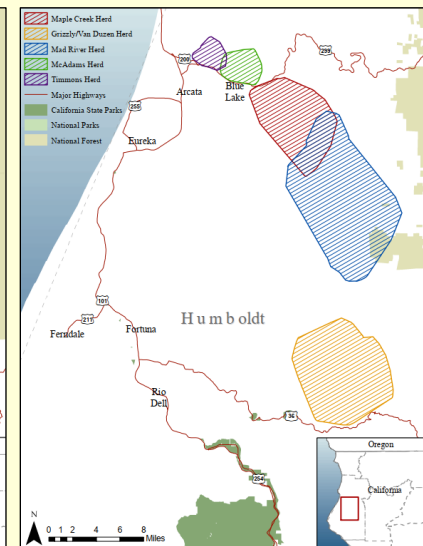 Maple Creek Herd
Grizzly/Van Duzen Herd
Mad River Herd
McAdams Herd
Timmons Herd
Major Highways
California State Parks
National Parks
National Forest
299
200
Blue
Lake
Arcata
255
Eureka
101
211
Ferndale
Fortuna
Humboldt
Rio
Dell
36
254
Oregon
California
N
0 1 2 4 6 8
Miles